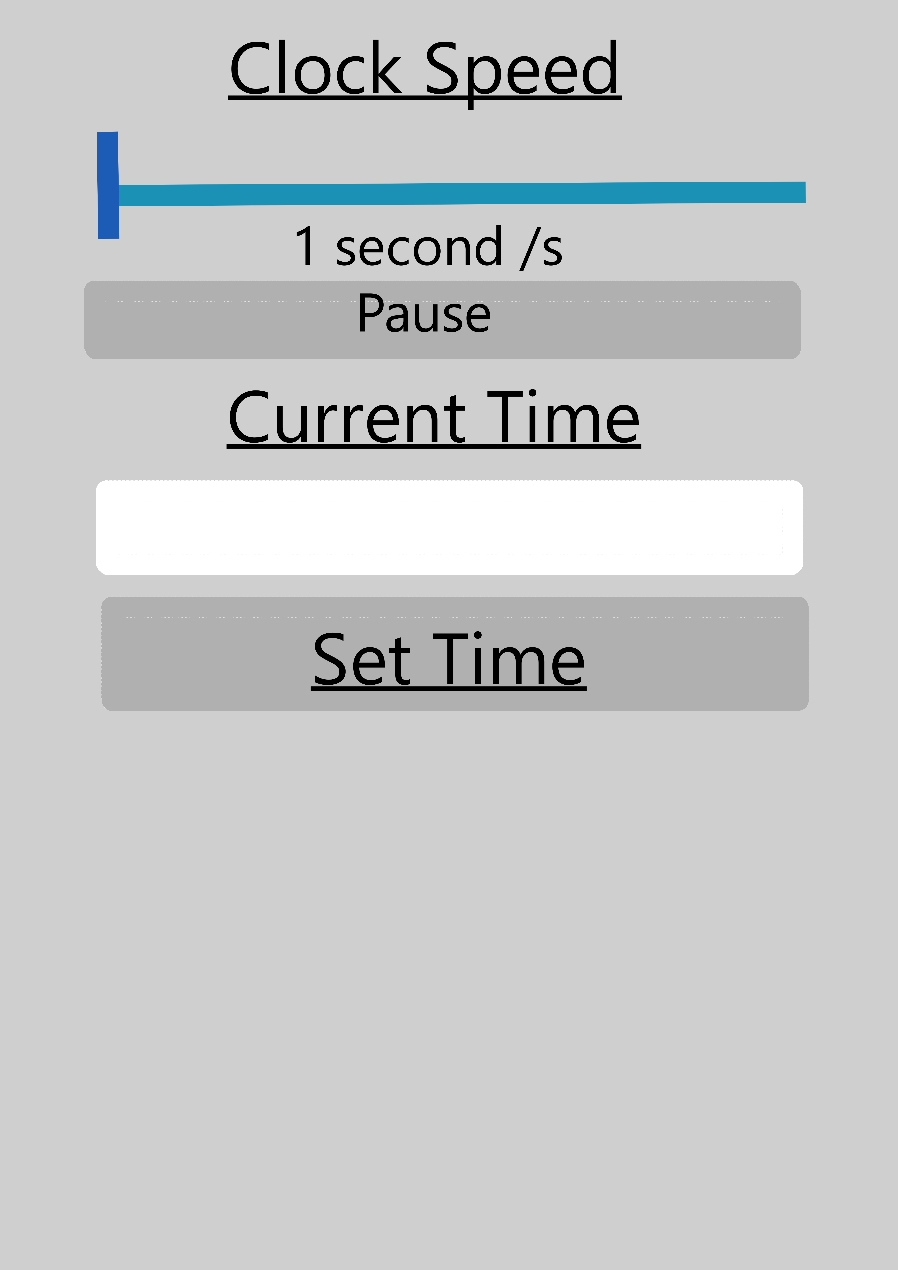 Clock Speed
1 second /s
Pause
Current Time
Set Time